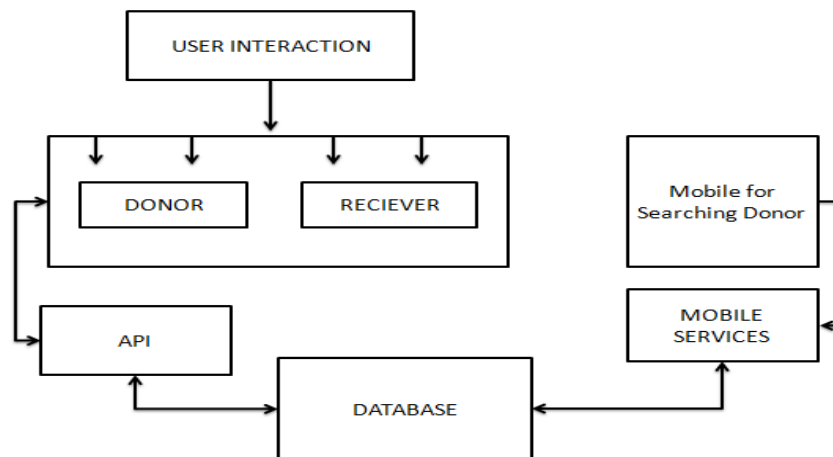 USER INTERACTION
DONOR
RECIEVER
Mobile for
Searching Donor
API
MOBILE
SERVICES
DATABASE